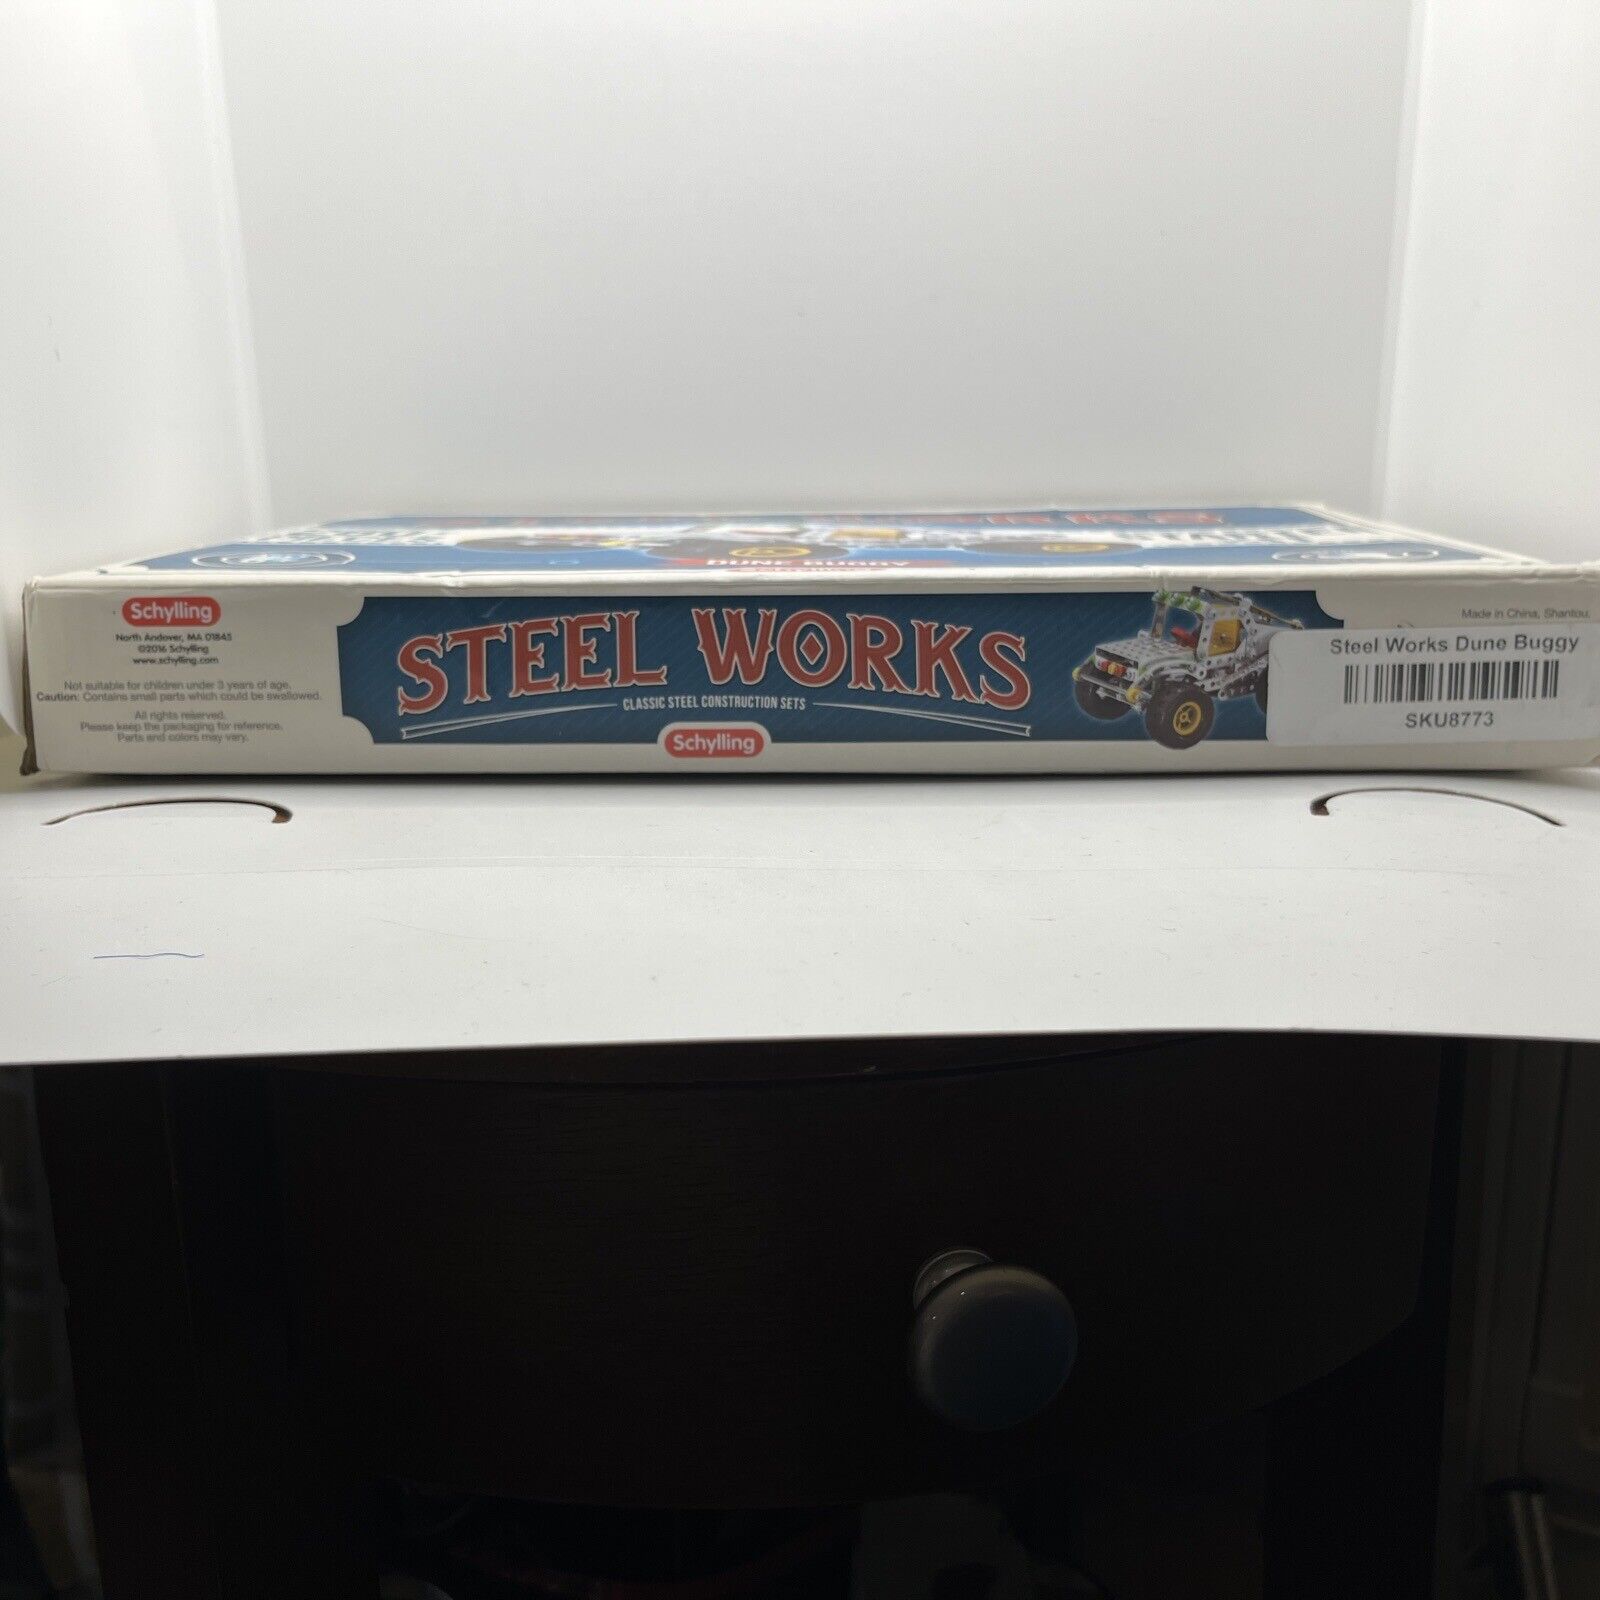 DUNE BUGGY
Schylling
North Andover, MA 01845
©2016 Schylling
www.schylling.com
Not suitable for children under 3 years of age.
Caution: Contains small parts which could be swallowed.
All rights reserved.
Please keep the packaging for reference.
Parts and colors may vary.
STEEL WORKS
CLASSIC STEEL CONSTRUCTION SETS
Schylling
Made in China, Shantou.
Steel Works Dune Buggy
SKU8773